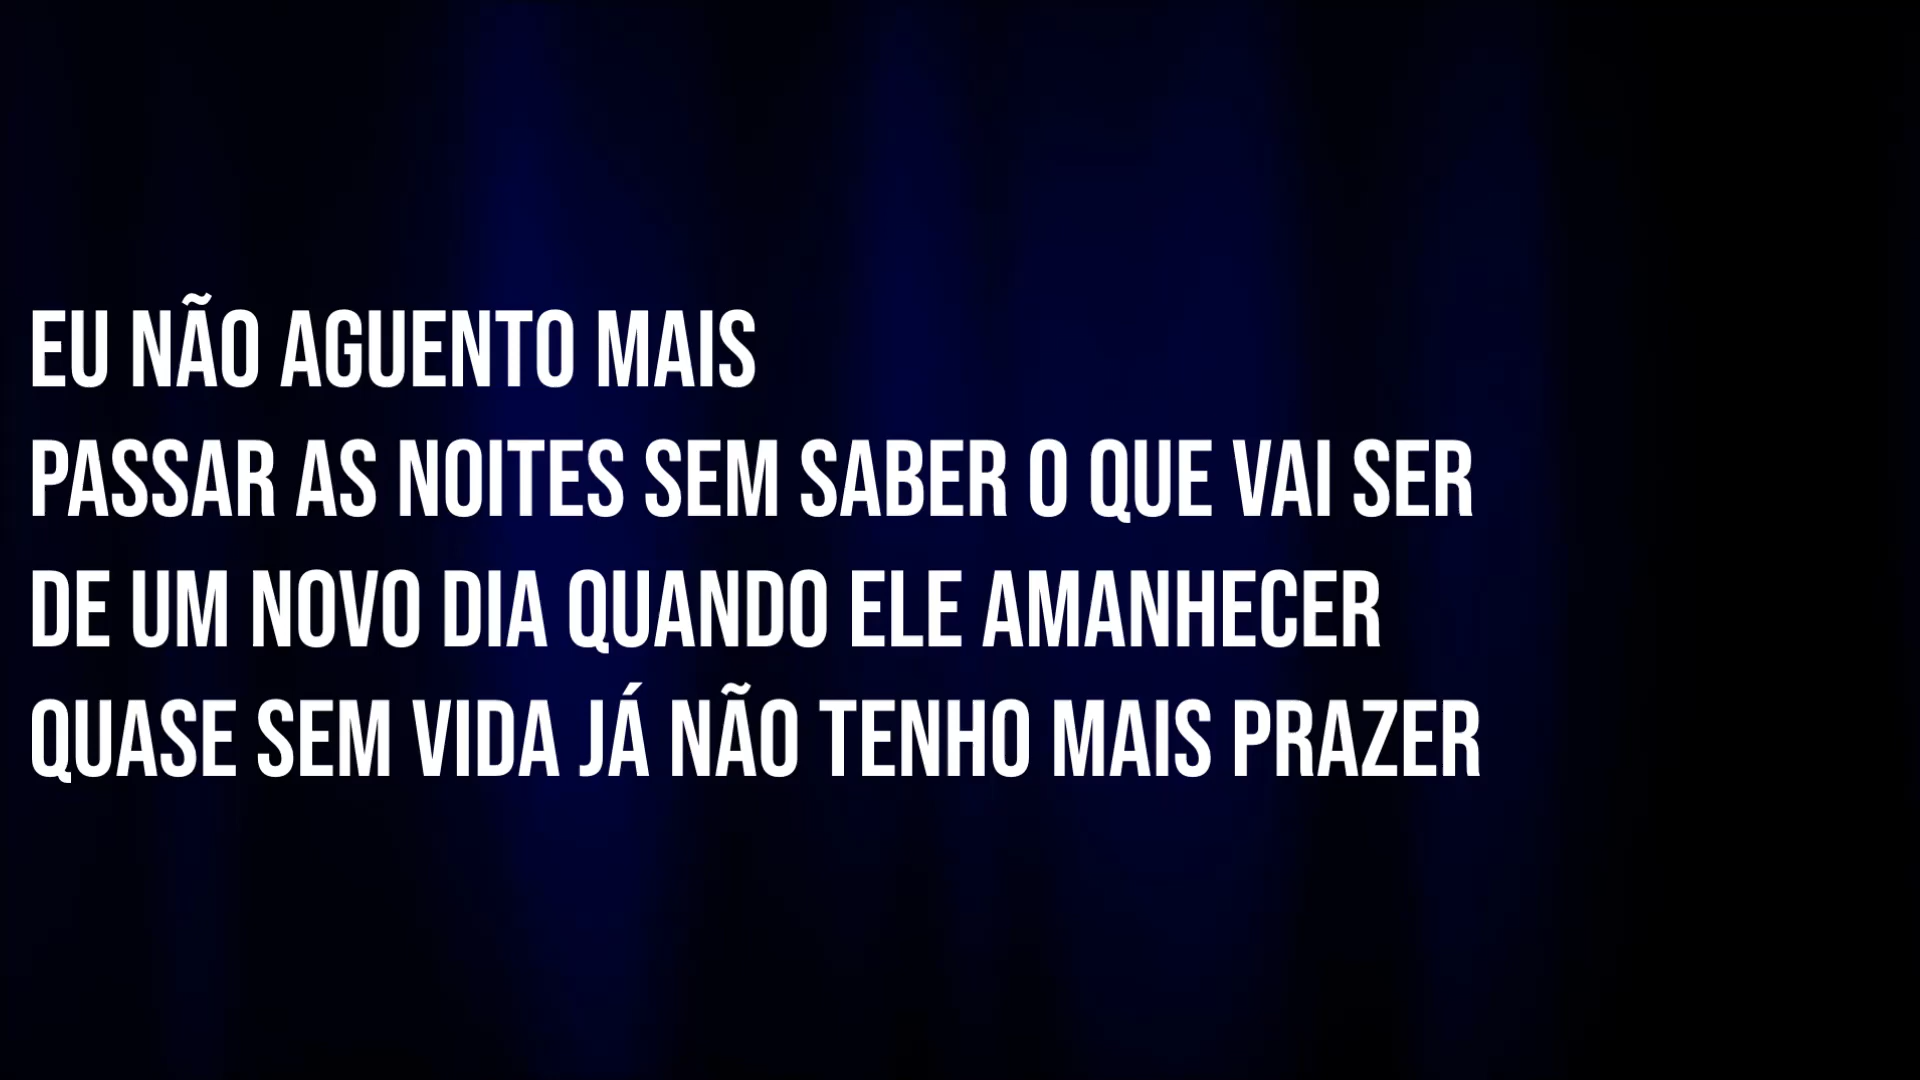 EU NÃO AGUENTO MAIS
PASSAR AS NOITES SEM SABER O QUE VAI SER
DE UM NOVO DIA QUANDO ELE AMANHECER
QUASE SEM VIDA JÁ NÃO TENHO MAIS PRAZER